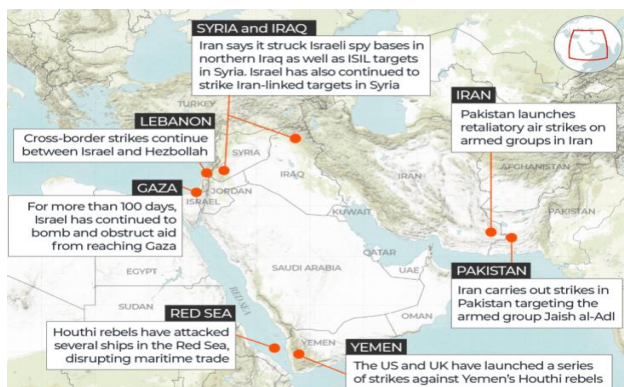 SYRIA and IRAQ
Iran says it struck Israeli spy bases in
northern Iraq as well as ISIL targets
in Syria. Israel has also continued to
strike Iran-linked targets in Syria
IRAN
Pakistan launches
retaliatory air strikes on
armed groups in Iran
TURKEY
LEBANON
Cross-border strikes continue
between Israel and Hezbollah
SYRIA
IRAQ
IRAN
AFGHANISTAN
PAKISTAN
GAZA
For more than 100 days,
Israel has continued to
bomb and obstruct aid
from reaching Gaza
JORDAN
ISRAEL
KUWAIT
QATAR
UAE
EGYPT
SAUDI ARABIA
OMAN
PAKISTAN
Iran carries out strikes in
Pakistan targeting the
armed group Jaish al-Adl
SUDAN
RED SEA
RED SEA
Houthi rebels have attacked
several ships in the Red Sea,
disrupting maritime trade
YEMEN
YEMEN
The US and UK have launched a series
of strikes against Yemen's Houthi rebels